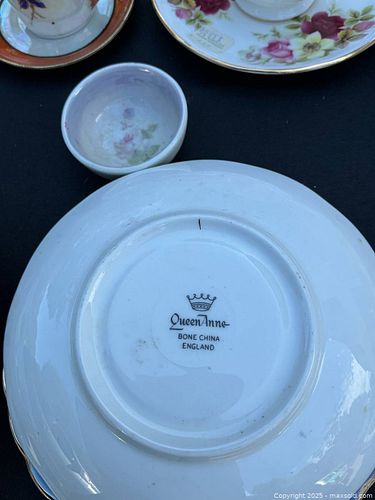 Queen Anne
BONE CHINA
ENGLAND
Copyright 2025 - maxsold.com